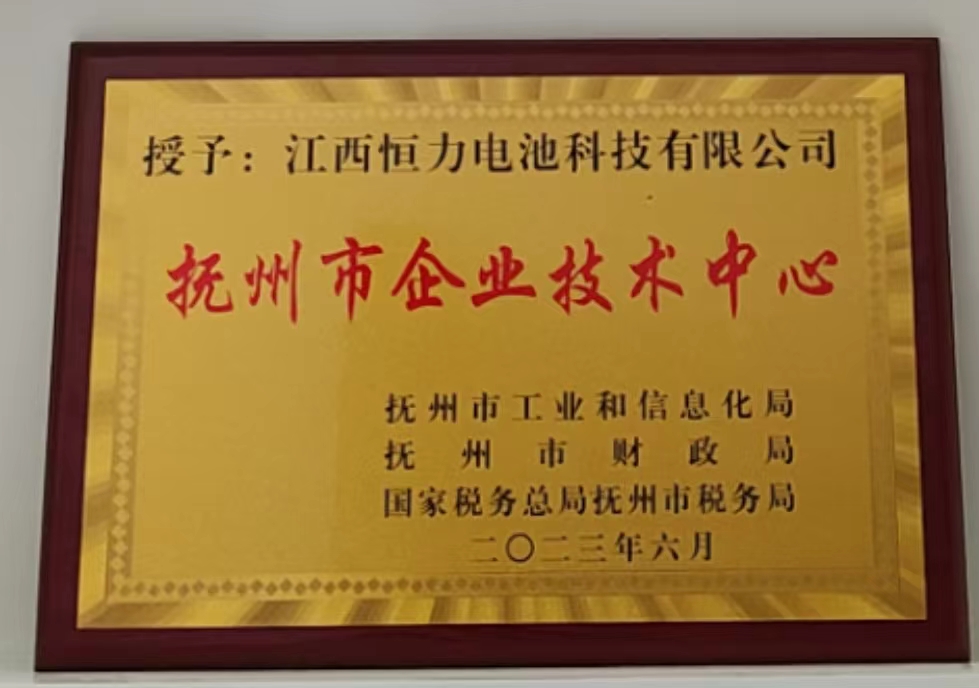 授予：江西恒力电池科技有限公司
抚州市企业技术中心
抚州市工业和信息化局
抚州市财政局
国家税务总局抚州市税务局
二〇二三年六月